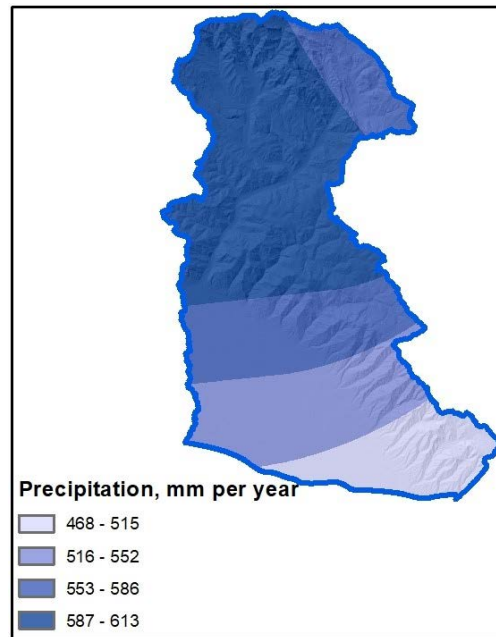 Precipitation, mm per year
468 - 515
516 - 552
553 - 586
587 - 613